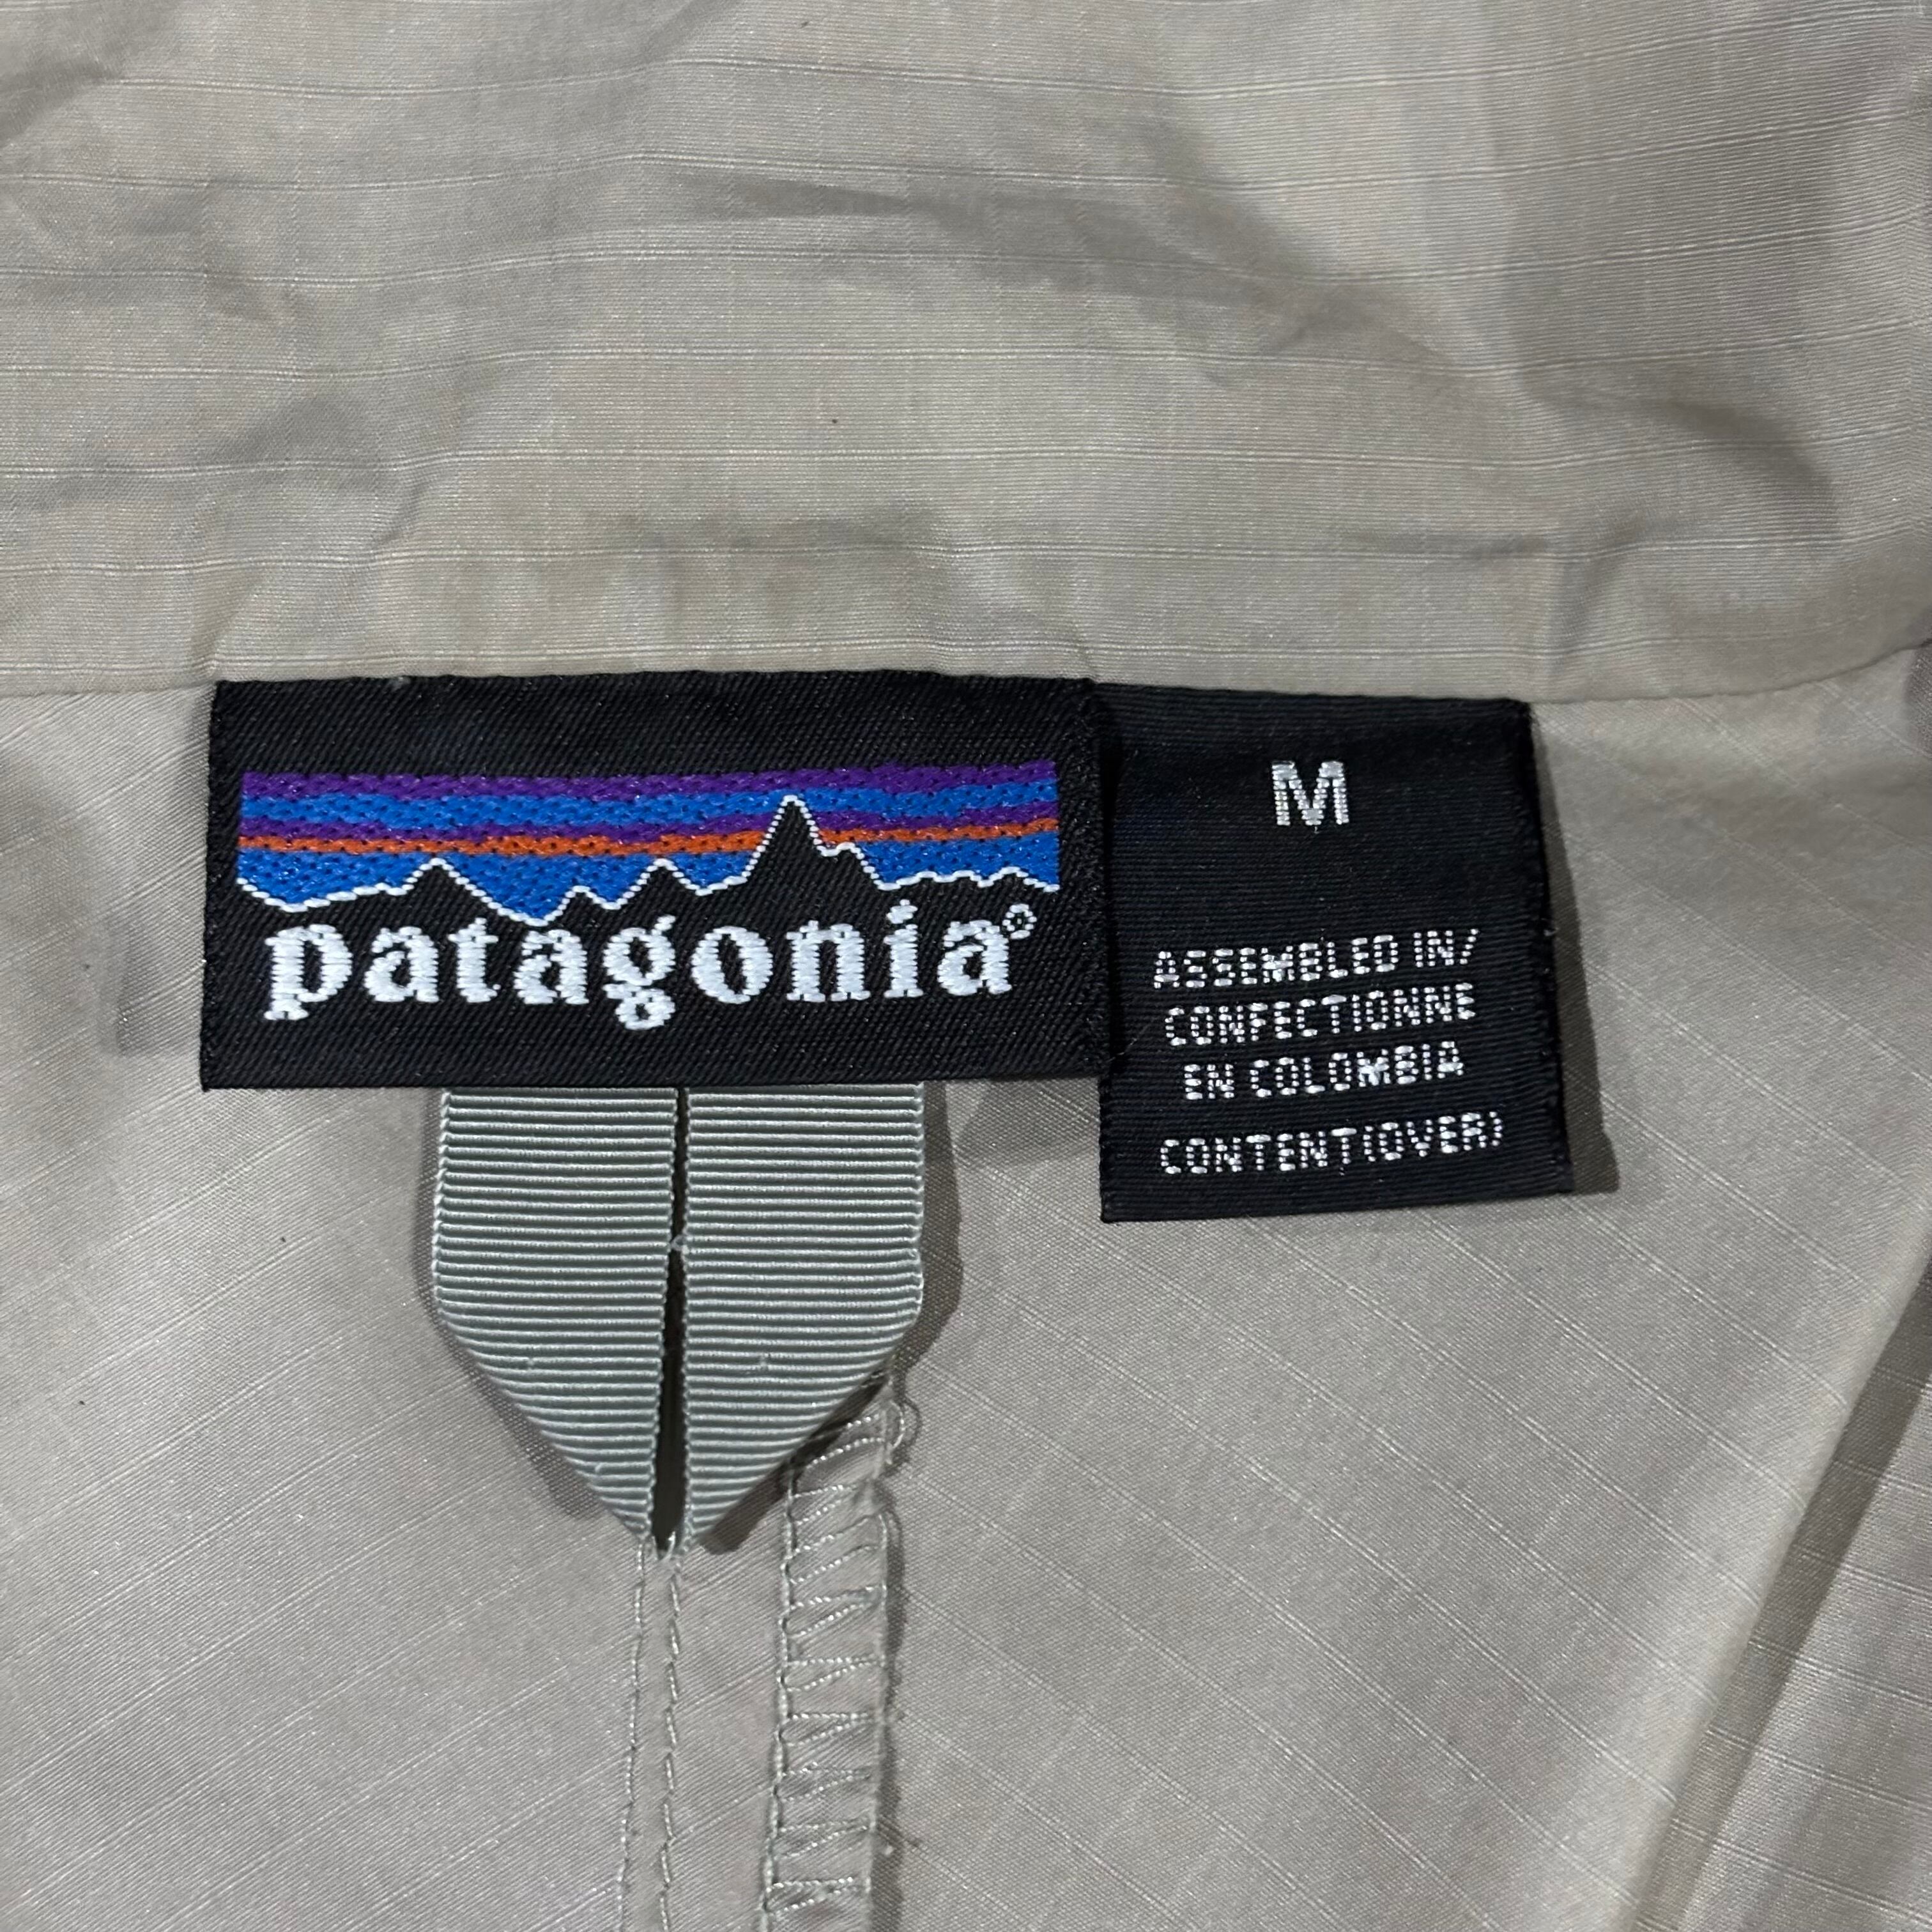 patagonia®
M
ASSEMBLED IN/
CONFECTIONNE
EN COLOMBIA
CONTENT(OVER)